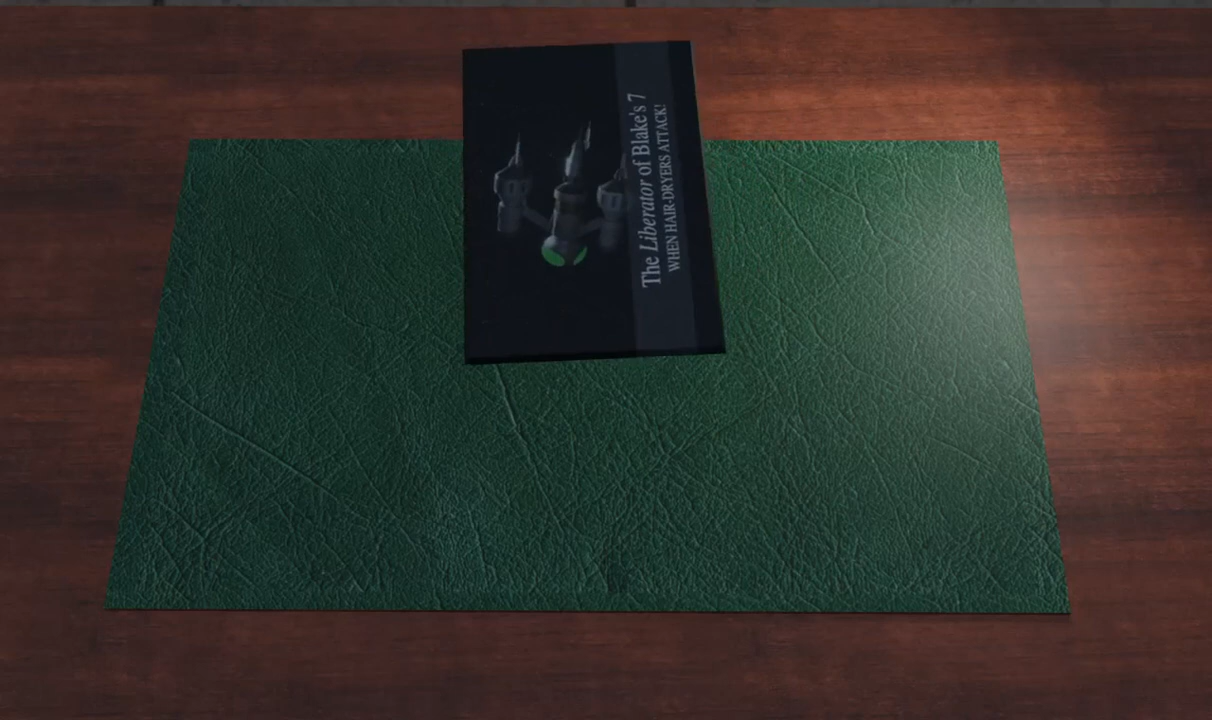 The Liberator of Blake's 7
WHEN HAIR-DRYERS ATTACK!